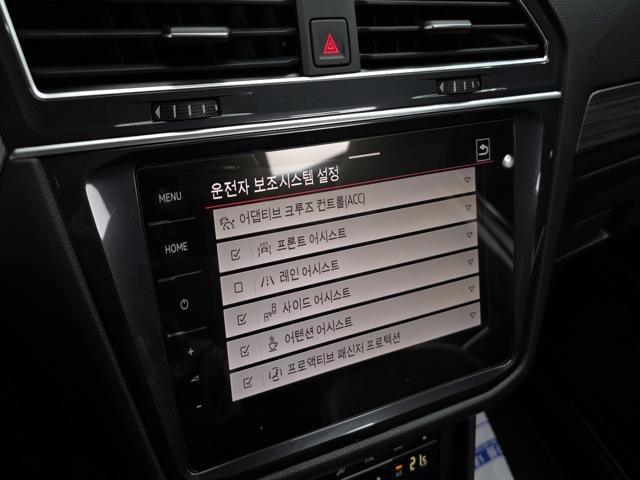 운전자 보조시스템 설정
MENU
어댑티브 크루즈 컨트롤(ACC)
HOME
프론트 어시스트
레인 어시스트
사이드 어시스트
어텐션 어시스트
프로액티브 패신저 프로텍션
+
-